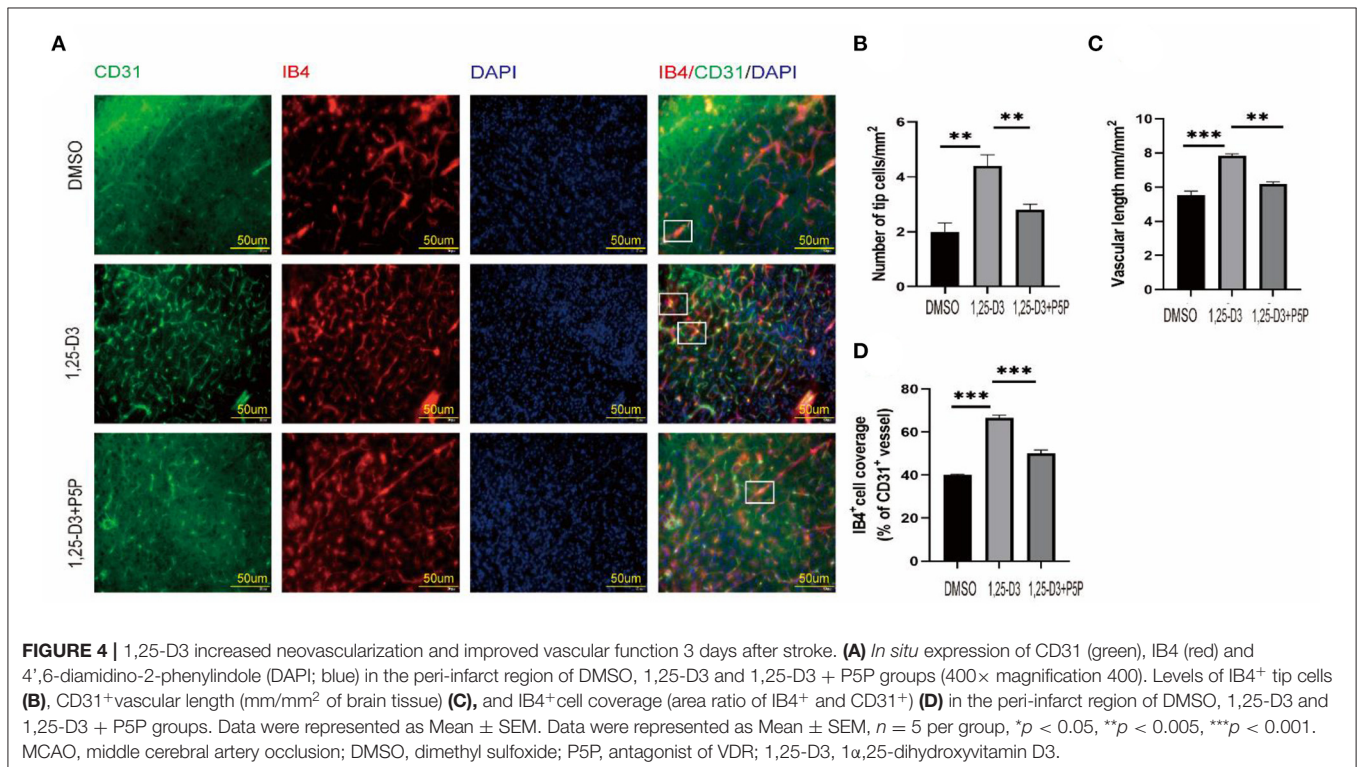 A
CD31
IB4
DAPI
IB4/CD31/DAPI
DMSO
50um
50um
50um
50um
1,25-D3
50um
50um
50um
50um
1,25-D3+P5P
50um
50um
50um
50um
B
Number of tip cells/mm²
6
4
2
0
**
**
DMSO
1,25-D3
1,25-D3+P5P
C
Vascular length mm/mm²
10
8
6
4
2
0
***
**
DMSO
1,25-D3
1,25-D3+P5P
D
IB4⁺cell coverage
(% of CD31⁺ vessel)
80
60
40
20
0
***
***
DMSO
1,25-D3
1,25-D3+P5P
FIGURE 4 | 1,25-D3 increased neovascularization and improved vascular function 3 days after stroke. (A) In situ expression of CD31 (green), IB4 (red) and
4',6-diamidino-2-phenylindole (DAPI; blue) in the peri-infarct region of DMSO, 1,25-D3 and 1,25-D3 + P5P groups (400× magnification 400). Levels of IB4⁺ tip cells
(B), CD31⁺vascular length (mm/mm² of brain tissue) (C), and IB4⁺cell coverage (area ratio of IB4⁺ and CD31⁺) (D) in the peri-infarct region of DMSO, 1,25-D3 and
1,25-D3 + P5P groups. Data were represented as Mean ± SEM. Data were represented as Mean ± SEM, n = 5 per group, *p < 0.05, **p < 0.005, ***p < 0.001.
MCAO, middle cerebral artery occlusion; DMSO, dimethyl sulfoxide; P5P, antagonist of VDR; 1,25-D3, 1α,25-dihydroxyvitamin D3.